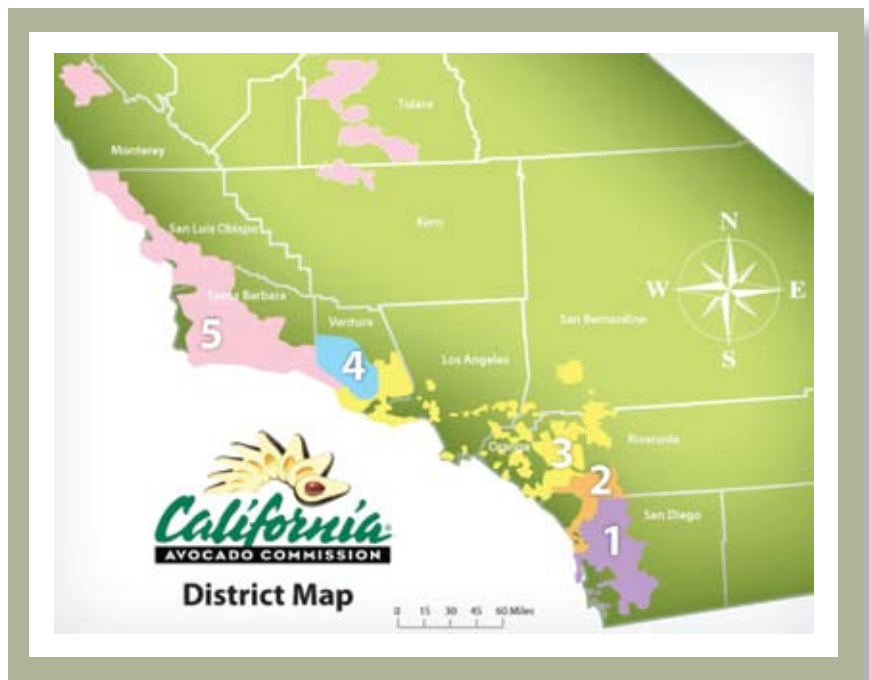 Tulare
Monterey
San Luis Obispo
Kern
N
W
E
S
Santa Barbara
5
Ventura
4
San Bernardino
Los Angeles
Orange
3
Riverside
2
San Diego
1
California
AVOCADO COMMISSION
District Map
0 15 30 45 60 Miles